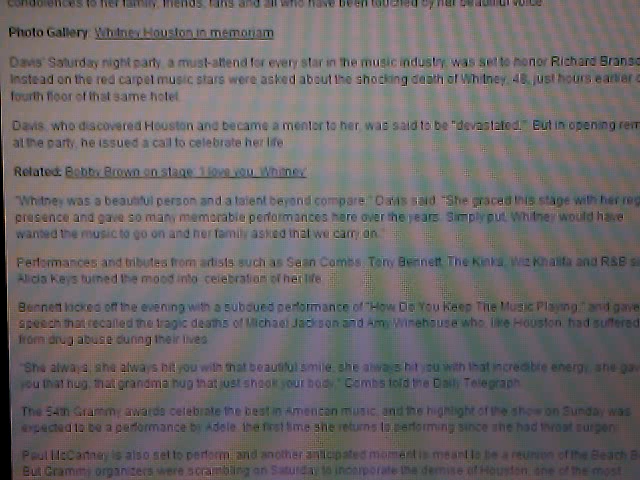 condolences to her family, friends, fans and all who have been touched by her beautiful voice
Photo Gallery: Whitney Houston in memoriam
Davis' Saturday night party, a must-attend for every star in the music industry, was set to honor Richard Branso
Instead on the red carpet music stars were asked about the shocking death of Whitney, 48, just hours earlier o
fourth floor of that same hotel.
Davis, who discovered Houston and became a mentor to her, was said to be "devastated." But in opening rem
at the party, he issued a call to celebrate her life
Related: Bobby Brown on stage, 'I love you, Whitney'
"Whitney was a beautiful person and a talent beyond compare." Davis said. "She graced this stage with her reg
presence and gave so many memorable performances here over the years. Simply put, Whitney would have
wanted the music to go on and her family asked that we carry on."
Performances and tributes from artists such as Sean Combs, Tony Bennett, The Kinks, Wiz Khalifa and R&B si
Alicia Keys turned the mood into celebration of her life.
Bennett kicked off the evening with a subdued performance of "How Do You Keep The Music Playing," and gave
speech that recalled the tragic deaths of Michael Jackson and Amy Winehouse who, like Houston, had suffered
from drug abuse during their lives.
"She always, she always hit you with that beautiful smile, she always hit you with that incredible energy, she gav
you that hug, that grandma hug that just shook your body." Combs told the Daily Telegraph.
The 54th Grammy awards celebrate the best in American music, and the highlight of the show on Sunday was
expected to be a performance by Adele, the first time she returns to performing since she had throat surgery
Paul McCartney is also set to perform, and another anticipated moment is meant to be a reunion of the Beach B
But Grammy organizers were scrambling on Saturday to incorporate the demise of Houston, one of the most